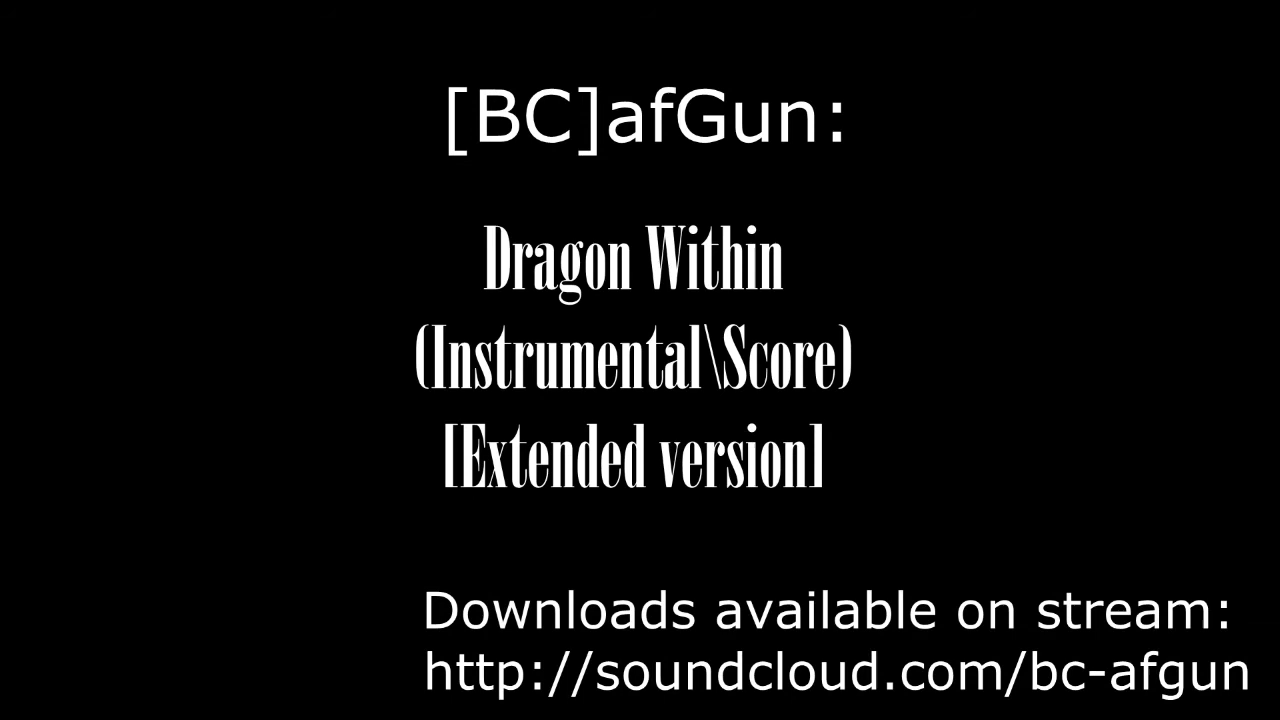 [BC]afGun:
Dragon Within
(Instrumental\Score)
[Extended version]
Downloads available on stream:
http://soundcloud.com/bc-afgun